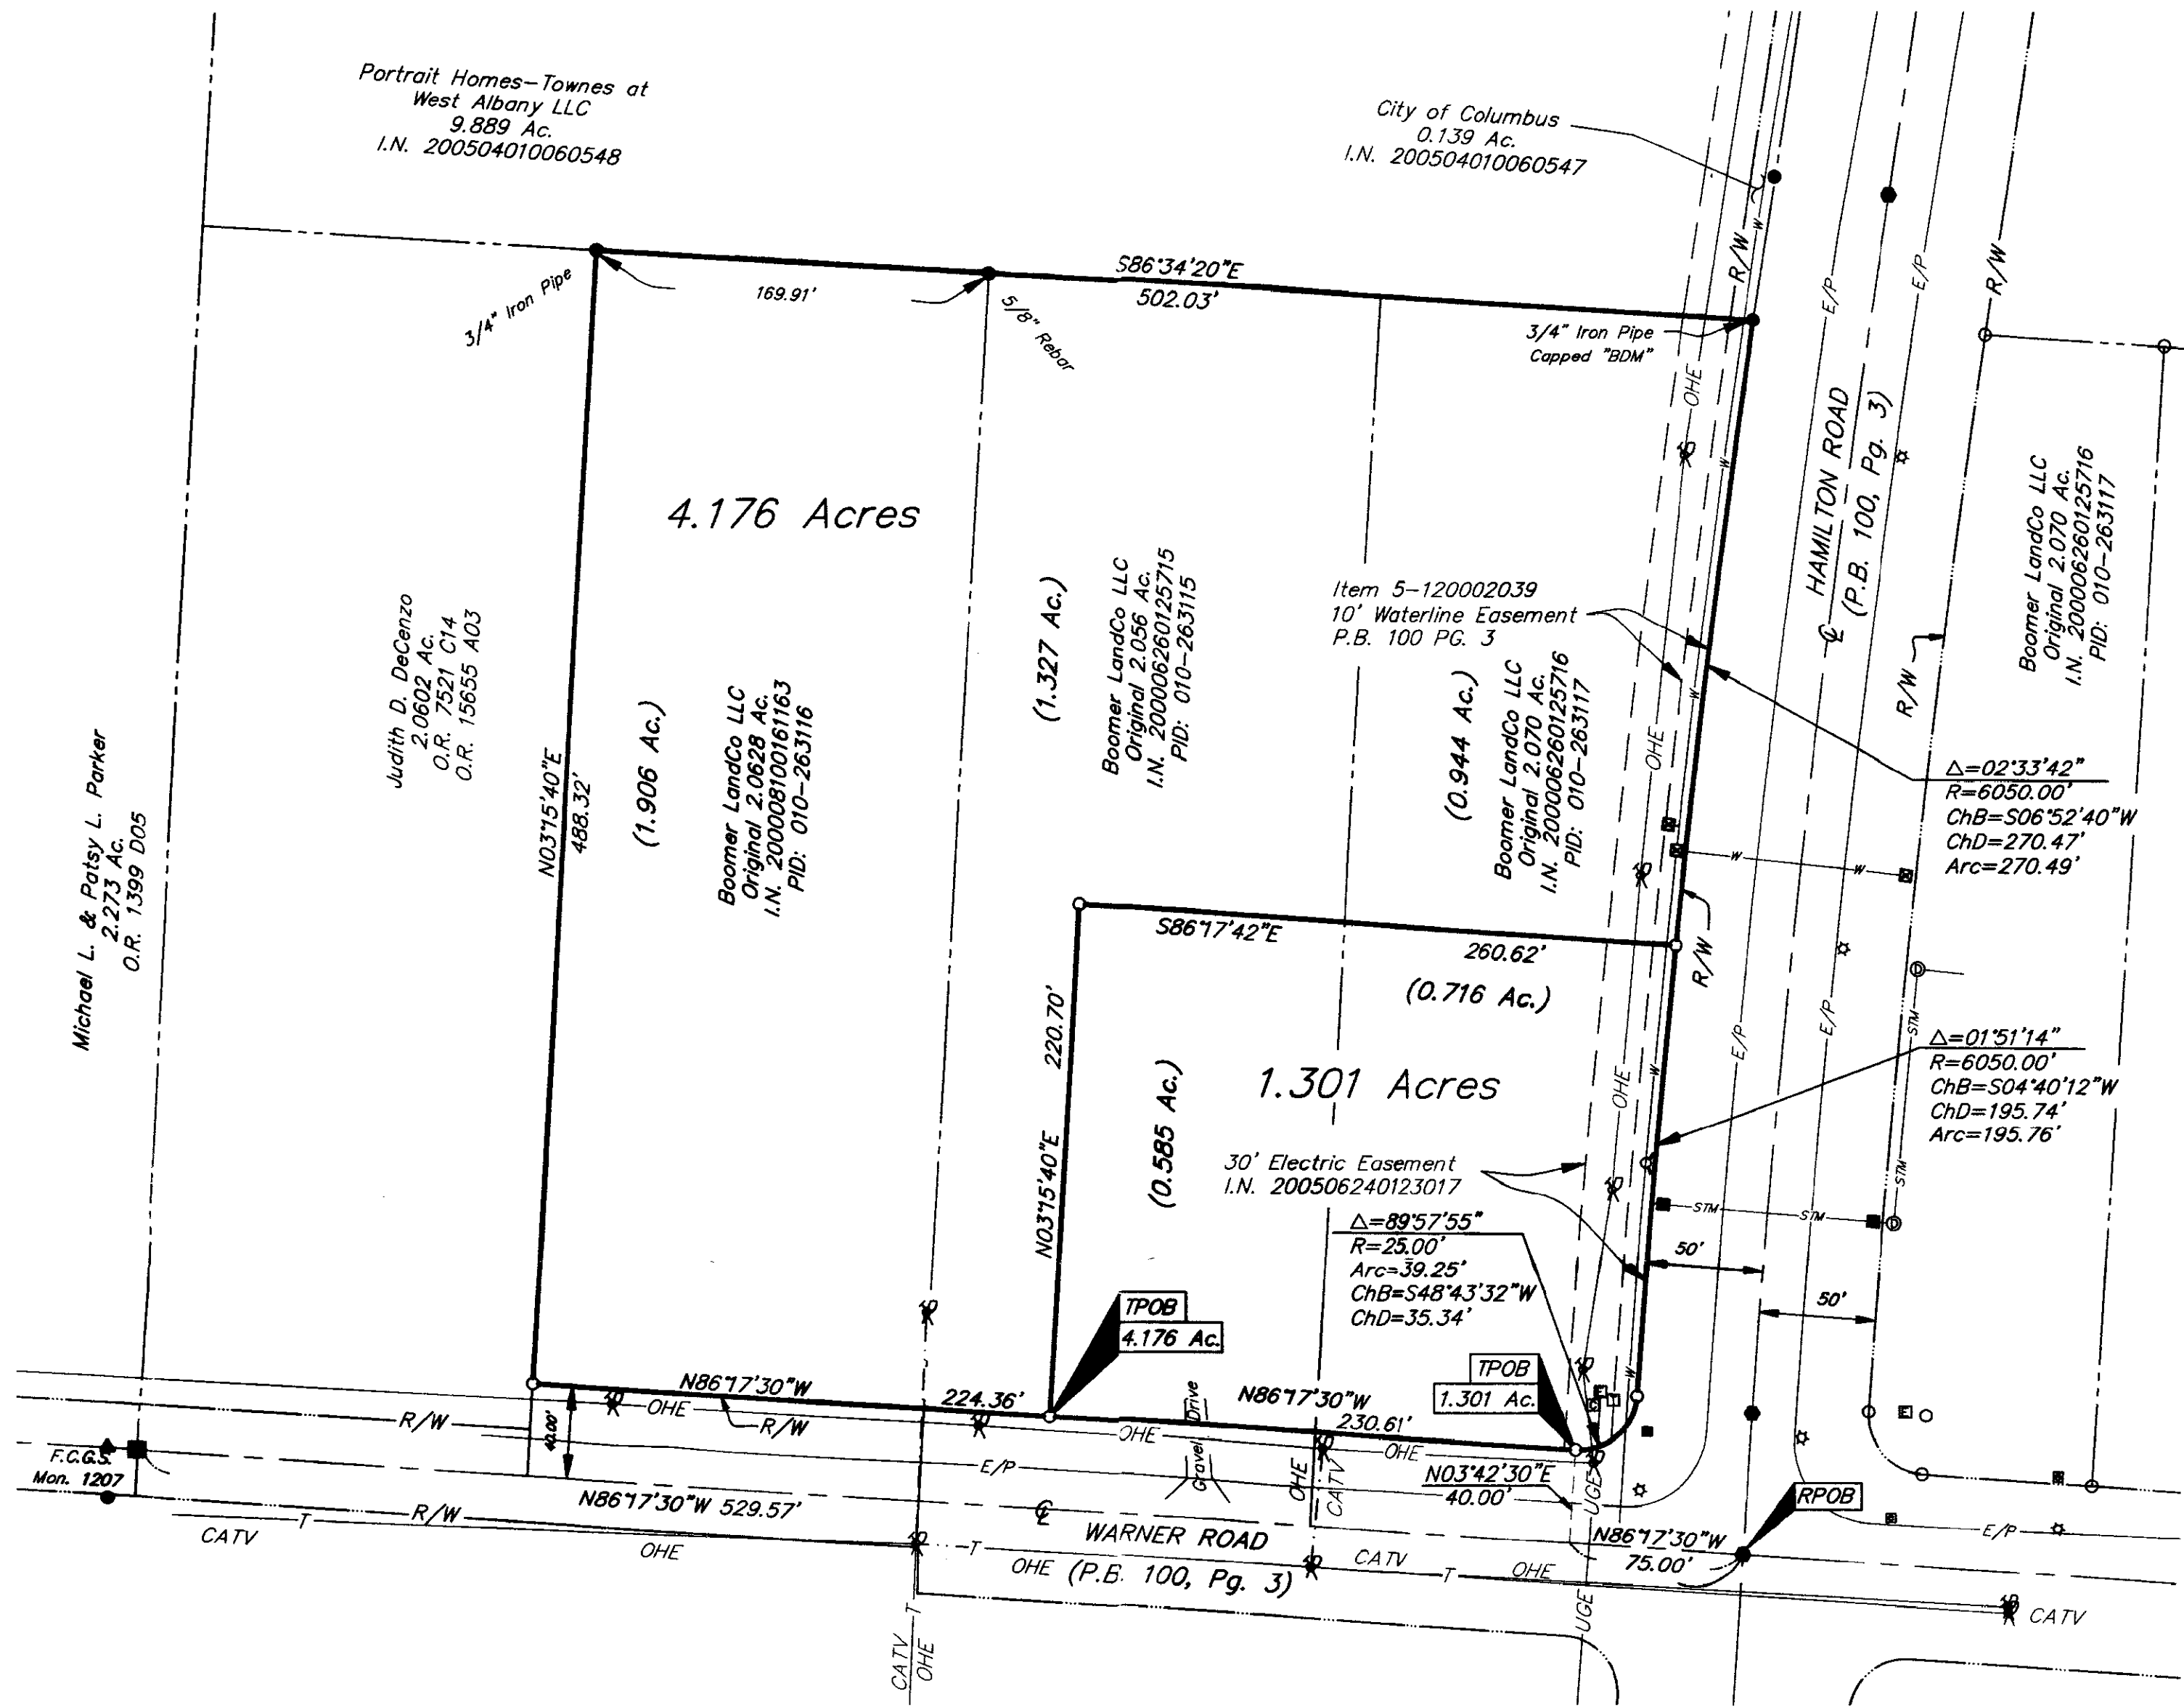 Portrait Homes-Townes at
West Albany LLC
9.889 Ac.
I.N. 200504010060548
City of Columbus
0.139 Ac.
I.N. 200504010060547
R/W
W
E/P
E/P
R/W
3/4" Iron Pipe
169.91'
5/8" Rebar
S86°34'20"E
502.03'
3/4" Iron Pipe
Capped "BDM"
OHE
W
HAMILTON ROAD
(P.B. 100, Pg. 3)
℄
Boomer LandCo LLC
Original 2.070 Ac.
I.N. 200006260125716
PID: 010-263117
4.176 Acres
Michael L. & Patsy L. Parker
2.273 Ac.
O.R. 1399 D05
Judith D. DeCenzo
2.0602 Ac.
O.R. 7521 C14
O.R. 15655 A03
N03°15'40"E
488.32'
(1.906 Ac.)
Boomer LandCo LLC
Original 2.0628 Ac.
I.N. 200008100161163
PID: 010-263116
(1.327 Ac.)
Boomer LandCo LLC
Original 2.056 Ac.
I.N. 200006260125715
PID: 010-263115
Item 5-120002039
10' Waterline Easement
P.B. 100 PG. 3
(0.944 Ac.)
Boomer LandCo LLC
Original 2.070 Ac.
I.N. 200006260125716
PID: 010-263117
W
OHE
R/W
Δ=02°33'42"
R=6050.00'
ChB=S06°52'40"W
ChD=270.47'
Arc=270.49'
W
W
R/W
S86°17'42"E
260.62'
(0.716 Ac.)
N03°15'40"E
220.70'
(0.585 Ac.)
1.301 Acres
OHE
W
E/P
E/P
STM
Δ=01°51'14"
R=6050.00'
ChB=S04°40'12"W
ChD=195.74'
Arc=195.76'
30' Electric Easement
I.N. 200506240123017
STM
STM
STM
Δ=89°57'55"
R=25.00'
Arc=39.25'
ChB=S48°43'32"W
ChD=35.34'
50'
50'
TPOB
4.176 Ac.
TPOB
1.301 Ac.
W
E
E
N86°17'30"W
224.36'
R/W
OHE
R/W
40.00'
Gravel Drive
N86°17'30"W
230.61'
OHE
OHE
OHE
CATV
E/P
N03°42'30"E
40.00'
F.C.G.S.
Mon. 1207
R/W
N86°17'30"W 529.57'
℄
WARNER ROAD
(P.B. 100, Pg. 3)
UGE
N86°17'30"W
75.00'
RPOB
E/P
CATV
T
OHE
T
OHE
CATV
T
OHE
CATV
CATV
OHE
T
UGE